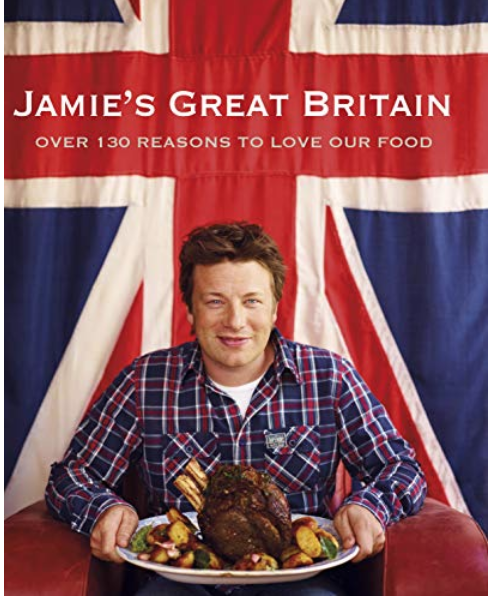 JAMIE'S GREAT BRITAIN
OVER 130 REASONS TO LOVE OUR FOOD